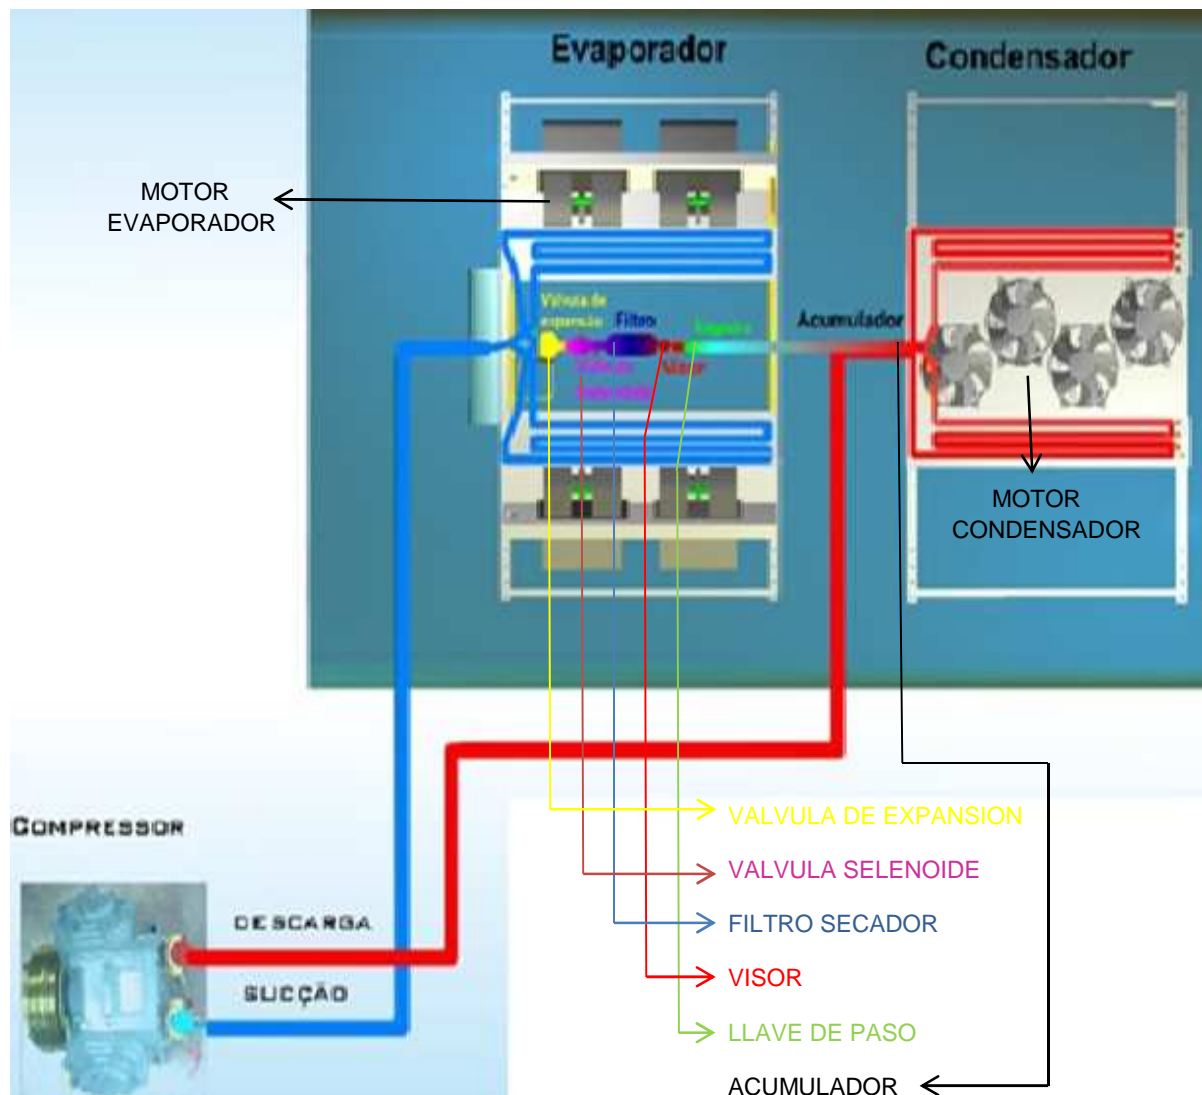 Evaporador
Condensador
MOTOR
EVAPORADOR
Válvula de
expansão
Filtro
Acumulador
Visor
MOTOR
CONDENSADOR
VALVULA DE EXPANSION
COMPRESSOR
VALVULA SELENOIDE
DESCARGA
FILTRO SECADOR
VISOR
SUCÇÃO
LLAVE DE PASO
ACUMULADOR